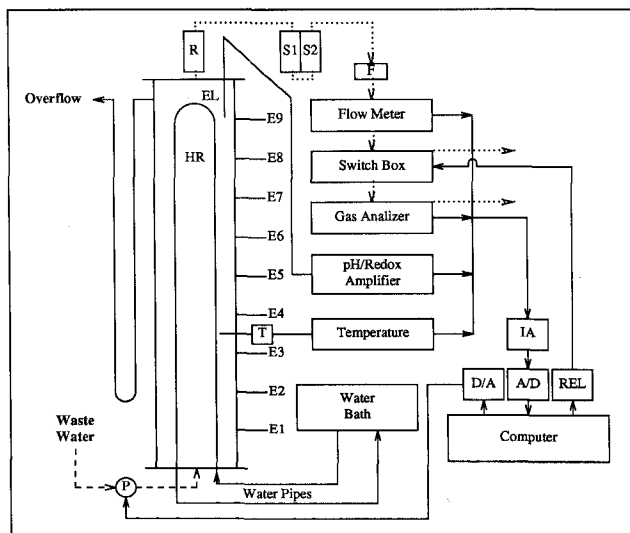 R
S1 S2
F
Overflow
EL
E9
Flow Meter
HR
E8
Switch Box
E7
Gas Analizer
E6
E5
pH/Redox
Amplifier
E4
T
Temperature
IA
E3
D/A
A/D
REL
E2
Water
Bath
Waste
Water
E1
Computer
P
Water Pipes